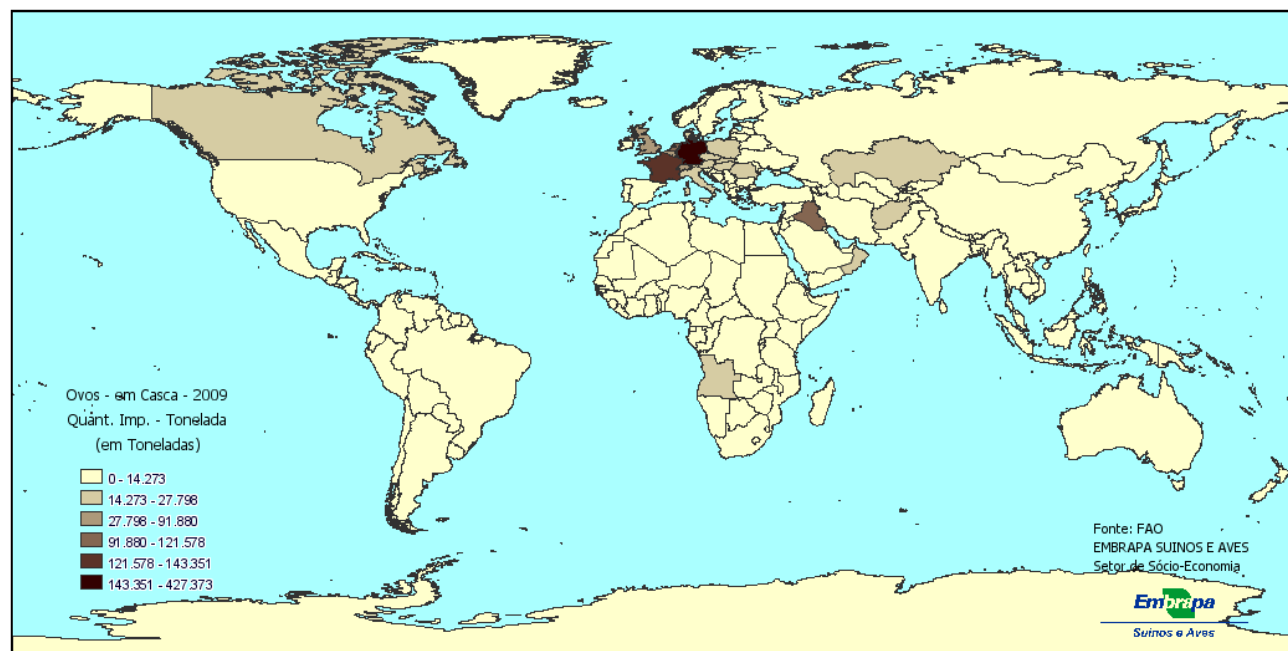 Ovos - em Casca - 2009
Quant. Imp. - Tonelada
(em Toneladas)
0 - 14.273
14.273 - 27.798
27.798 - 91.880
91.880 - 121.578
121.578 - 143.351
143.351 - 427.373
Fonte: FAO
EMBRAPA SUINOS E AVES
Setor de Sócio-Economia
Embrapa
Suínos e Aves